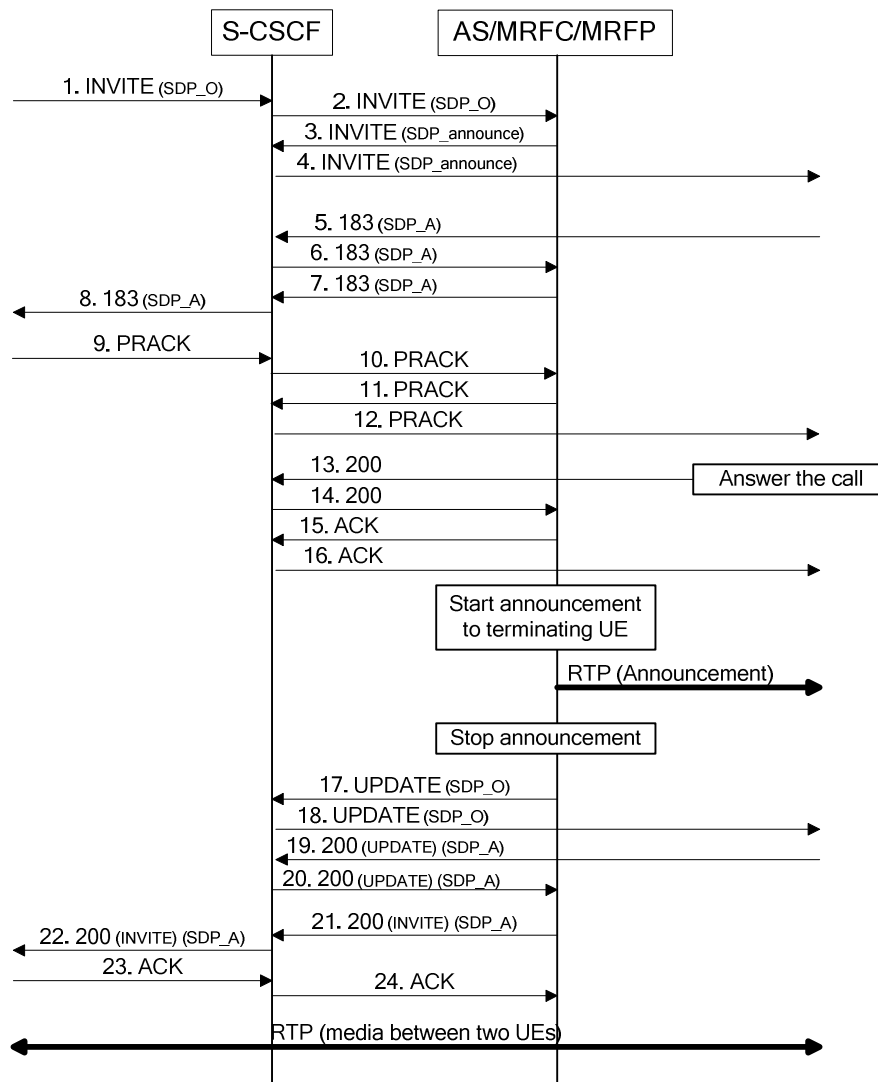 S-CSCF
AS/MRFC/MRFP
1. INVITE (SDP_O)
2. INVITE (SDP_O)
3. INVITE (SDP_announce)
4. INVITE (SDP_announce)
5. 183 (SDP_A)
6. 183 (SDP_A)
7. 183 (SDP_A)
8. 183 (SDP_A)
9. PRACK
10. PRACK
11. PRACK
12. PRACK
13. 200
Answer the call
14. 200
15. ACK
16. ACK
Start announcement
to terminating UE
RTP (Announcement)
Stop announcement
17. UPDATE (SDP_O)
18. UPDATE (SDP_O)
19. 200 (UPDATE) (SDP_A)
20. 200 (UPDATE) (SDP_A)
21. 200 (INVITE) (SDP_A)
22. 200 (INVITE) (SDP_A)
23. ACK
24. ACK
RTP (media between two UEs)